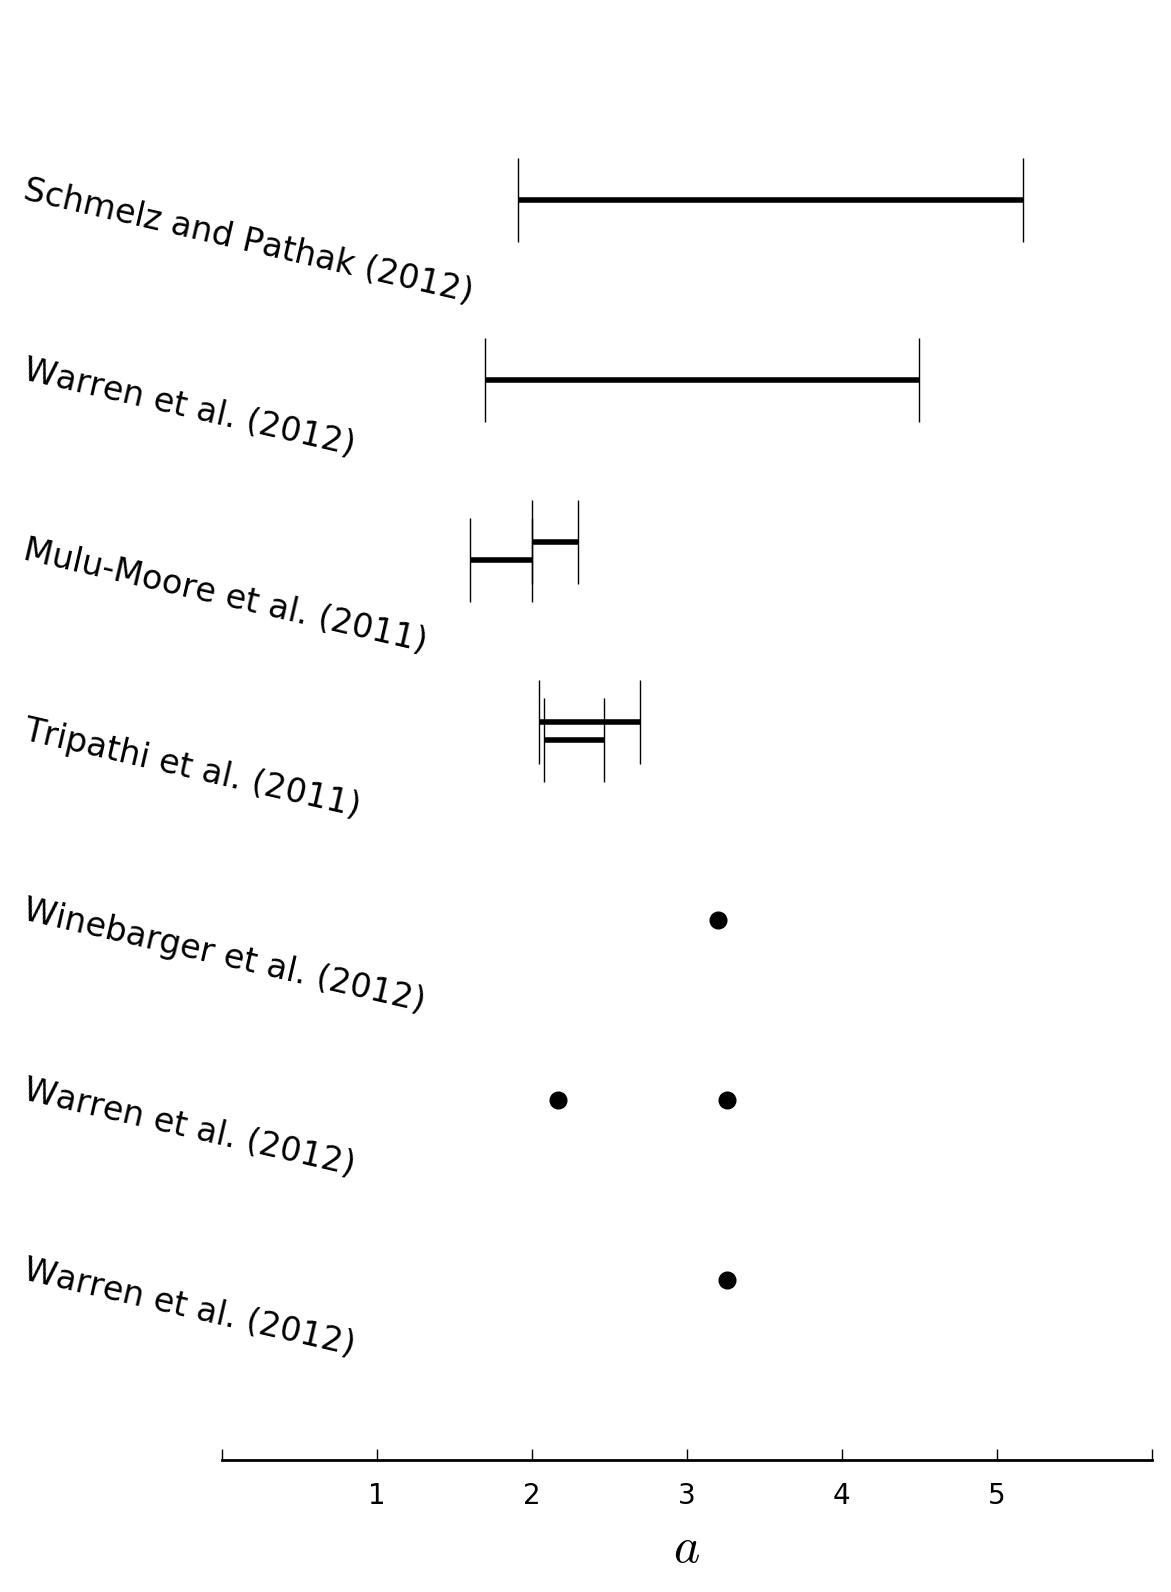 Schmelz and Pathak (2012)
Warren et al. (2012)
Mulu-Moore et al. (2011)
Tripathi et al. (2011)
Winebarger et al. (2012)
Warren et al. (2012)
Warren et al. (2012)
1 2 3 4 5
a